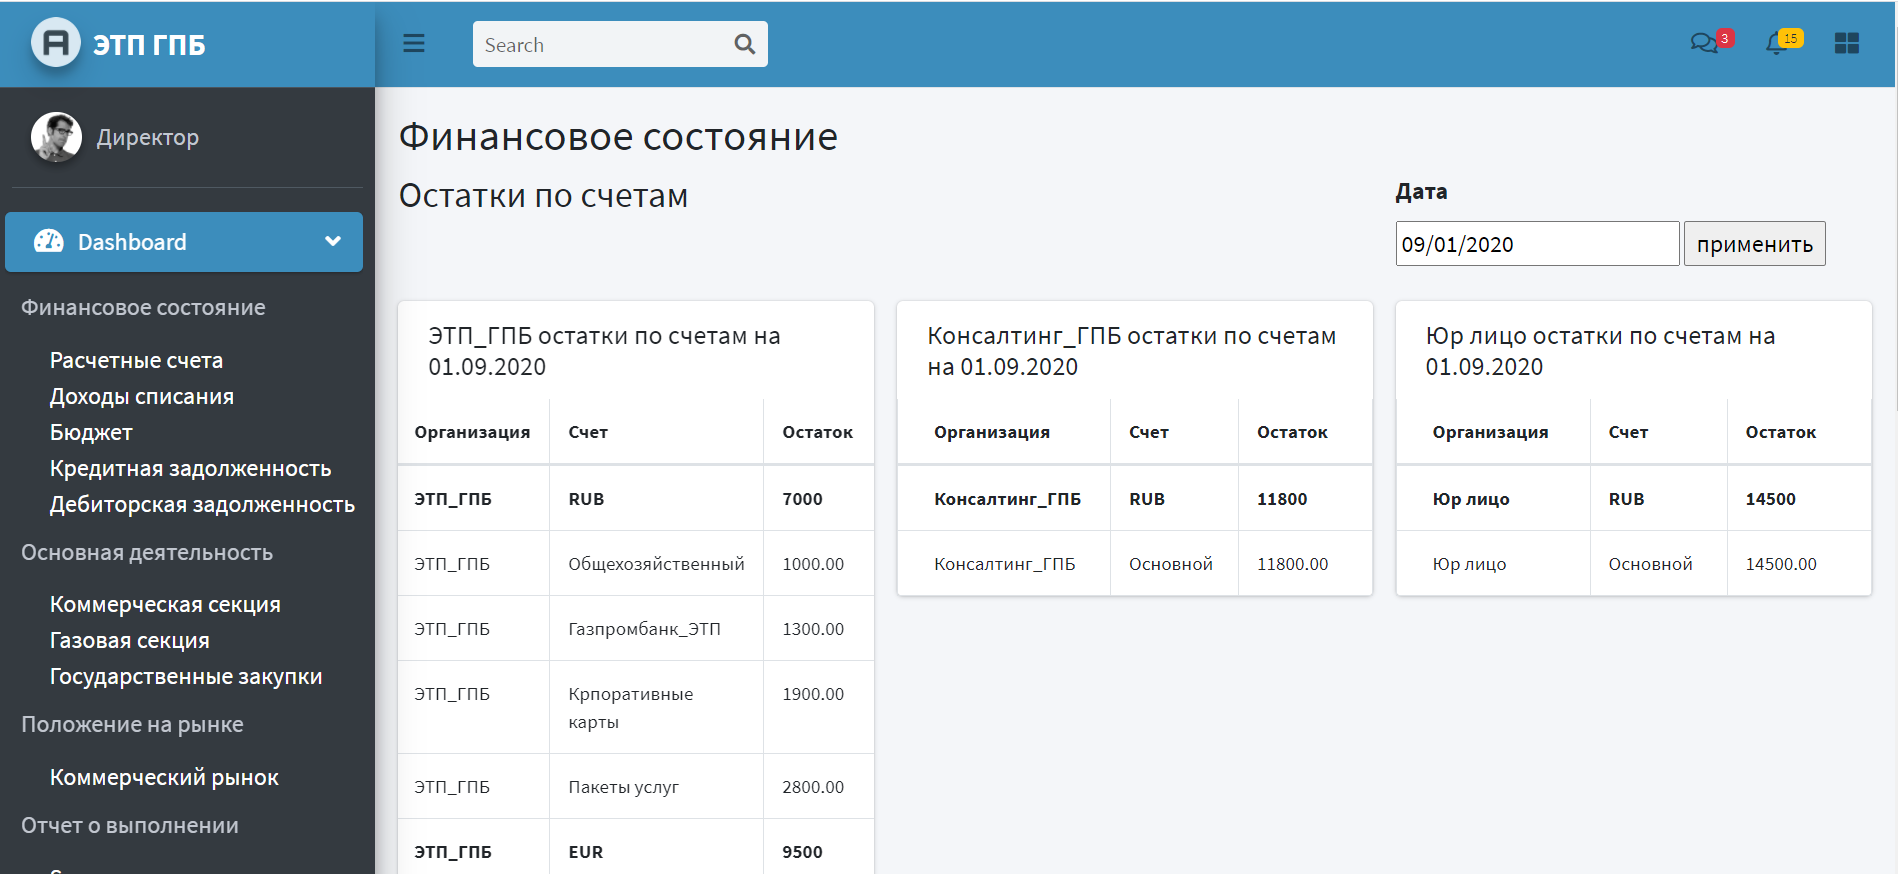 ЭТП ГПБ
Search
3
15
Директор
Dashboard
Финансовое состояние
Расчетные счета
Доходы списания
Бюджет
Кредитная задолженность
Дебиторская задолженность
Основная деятельность
Коммерческая секция
Газовая секция
Государственные закупки
Положение на рынке
Коммерческий рынок
Отчет о выполнении
Финансовое состояние
Остатки по счетам
Дата
09/01/2020 применить
ЭТП_ГПБ остатки по счетам на
01.09.2020
Организация Счет Остаток
ЭТП_ГПБ RUB 7000
ЭТП_ГПБ Общехозяйственный 1000.00
ЭТП_ГПБ Газпромбанк_ЭТП 1300.00
ЭТП_ГПБ Крпоративные 1900.00
карты
ЭТП_ГПБ Пакеты услуг 2800.00
ЭТП_ГПБ EUR 9500
Консалтинг_ГПБ остатки по счетам
на 01.09.2020
Организация Счет Остаток
Консалтинг_ГПБ RUB 11800
Консалтинг_ГПБ Основной 11800.00
Юр лицо остатки по счетам на
01.09.2020
Организация Счет Остаток
Юр лицо RUB 14500
Юр лицо Основной 14500.00